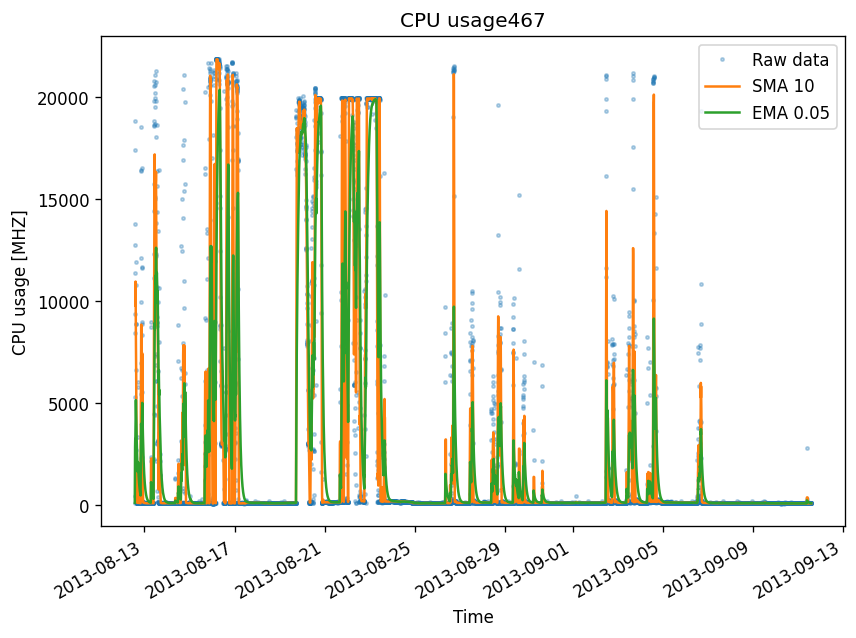 CPU usage467
Raw data
SMA 10
EMA 0.05
CPU usage [MHZ]
20000
15000
10000
5000
0
2013-08-13
2013-08-17
2013-08-21
2013-08-25
2013-08-29
2013-09-01
2013-09-05
2013-09-09
2013-09-13
Time